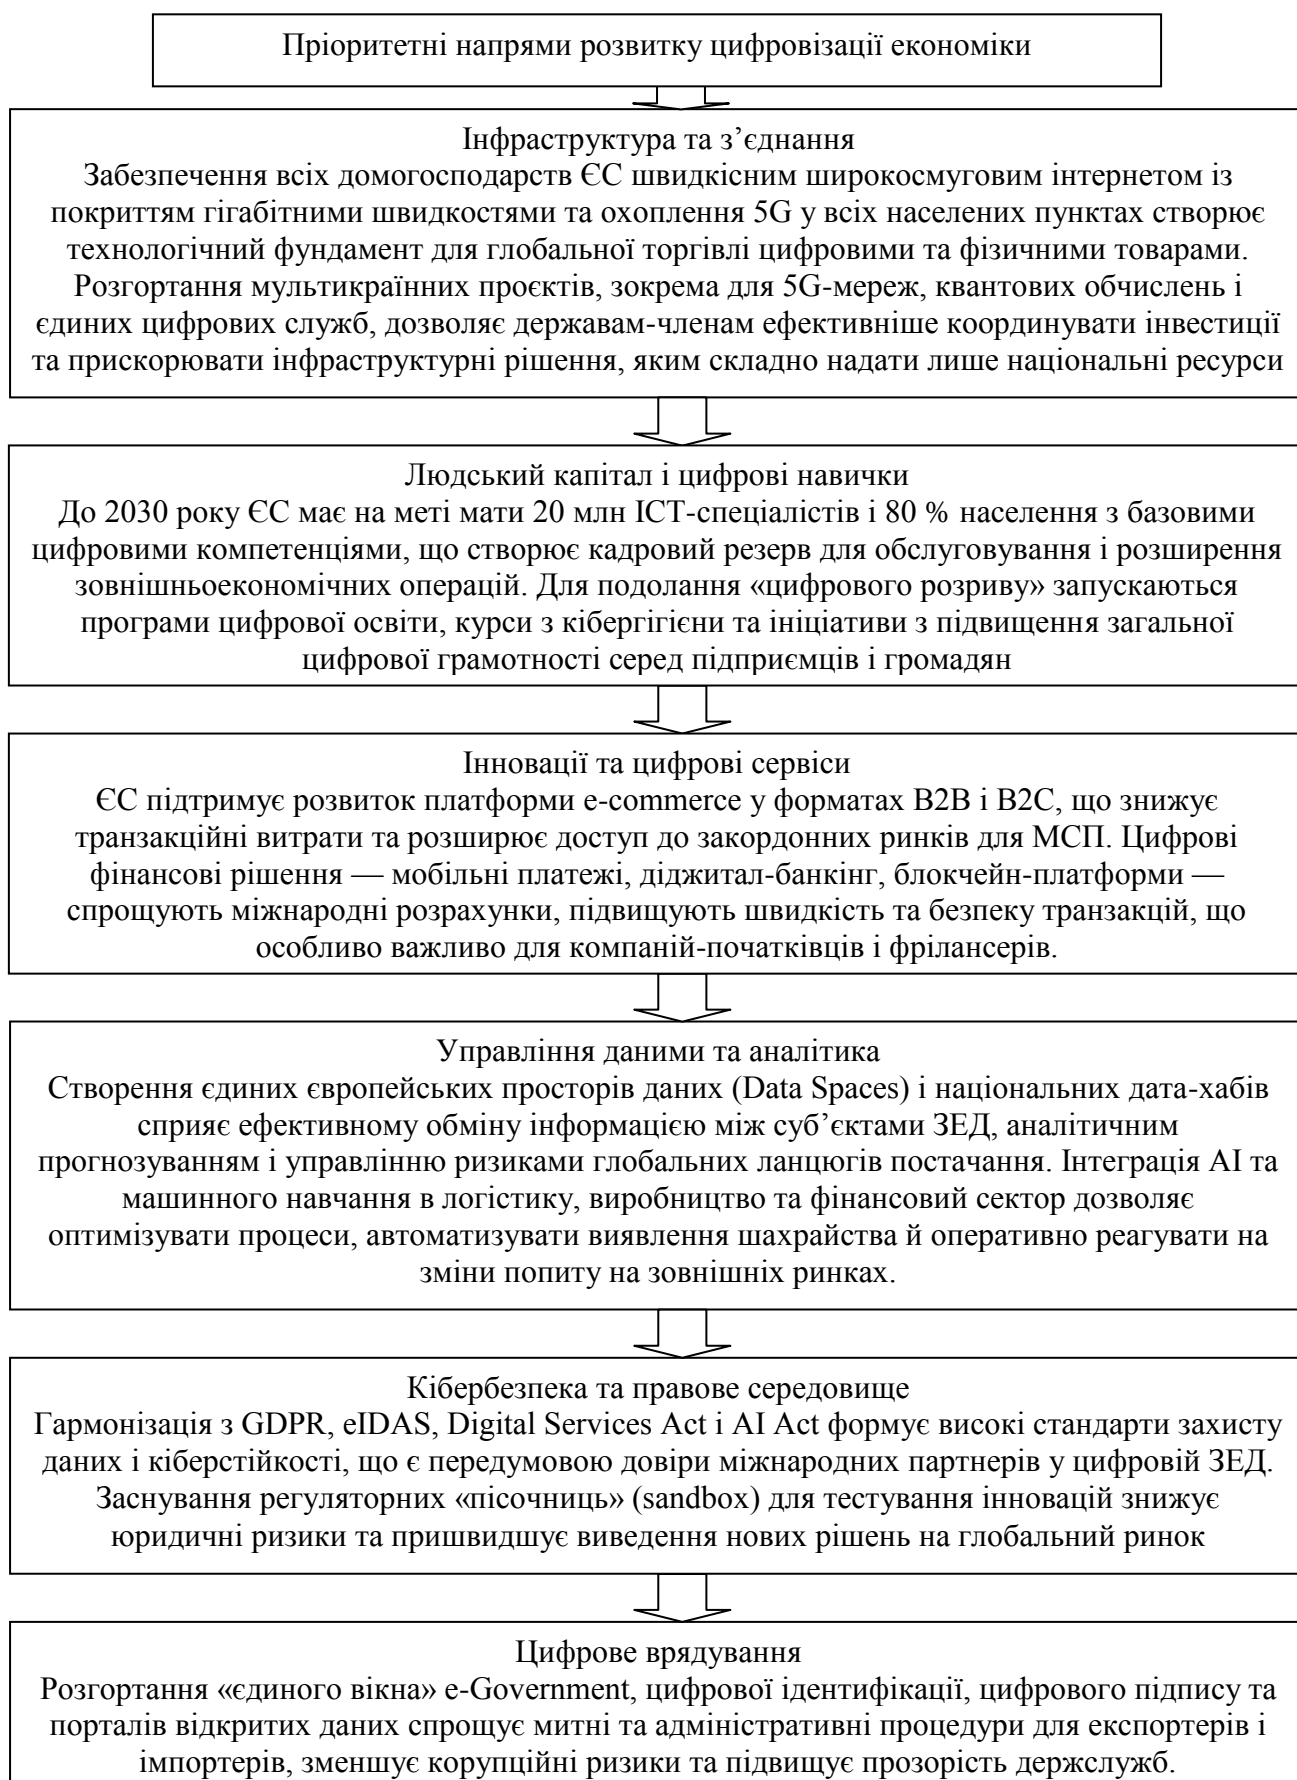 Пріоритетні напрями розвитку цифровізації економіки
Інфраструктура та з’єднання
Забезпечення всіх домогосподарств ЄС швидкісним широкосмуговим інтернетом із
покриттям гігабітними швидкостями та охоплення 5G у всіх населених пунктах створює
технологічний фундамент для глобальної торгівлі цифровими та фізичними товарами.
Розгортання мультикраїнних проєктів, зокрема для 5G-мереж, квантових обчислень і
єдиних цифрових служб, дозволяє державам-членам ефективніше координувати інвестиції
та прискорювати інфраструктурні рішення, яким складно надати лише національні ресурси
Людський капітал і цифрові навички
До 2030 року ЄС має на меті мати 20 млн ICT-спеціалістів і 80 % населення з базовими
цифровими компетенціями, що створює кадровий резерв для обслуговування і розширення
зовнішньоекономічних операцій. Для подолання «цифрового розриву» запускаються
програми цифрової освіти, курси з кібергігієни та ініціативи з підвищення загальної
цифрової грамотності серед підприємців і громадян
Інновації та цифрові сервіси
ЄС підтримує розвиток платформи e-commerce у форматах B2B і B2C, що знижує
транзакційні витрати та розширює доступ до закордонних ринків для МСП. Цифрові
фінансові рішення — мобільні платежі, діджитал-банкінг, блокчейн-платформи —
спрощують міжнародні розрахунки, підвищують швидкість та безпеку транзакцій, що
особливо важливо для компаній-початківців і фрілансерів.
Управління даними та аналітика
Створення єдиних європейських просторів даних (Data Spaces) і національних дата-хабів
сприяє ефективному обміну інформацією між суб’єктами ЗЕД, аналітичним
прогнозуванням і управлінню ризиками глобальних ланцюгів постачання. Інтеграція AI та
машинного навчання в логістику, виробництво та фінансовий сектор дозволяє
оптимізувати процеси, автоматизувати виявлення шахрайства й оперативно реагувати на
зміни попиту на зовнішніх ринках.
Кібербезпека та правове середовище
Гармонізація з GDPR, eIDAS, Digital Services Act і AI Act формує високі стандарти захисту
даних і кіберстійкості, що є передумовою довіри міжнародних партнерів у цифровій ЗЕД.
Заснування регуляторних «пісочниць» (sandbox) для тестування інновацій знижує
юридичні ризики та пришвидшує виведення нових рішень на глобальний ринок
Цифрове врядування
Розгортання «єдиного вікна» e-Government, цифрової ідентифікації, цифрового підпису та
порталів відкритих даних спрощує митні та адміністративні процедури для експортерів і
імпортерів, зменшує корупційні ризики та підвищує прозорість держслужб.